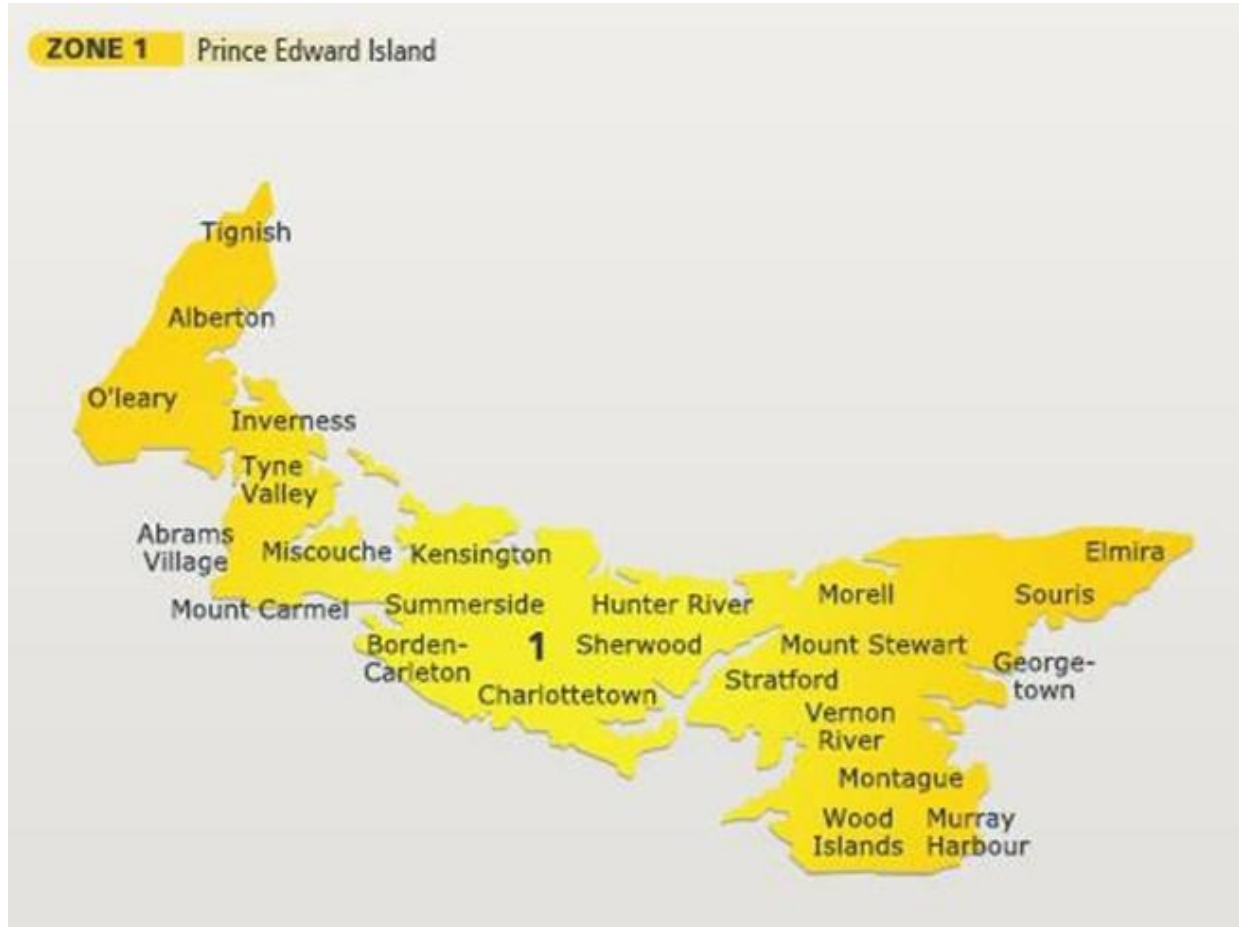 ZONE 1 Prince Edward Island
Tignish
Alberton
O'leary
Inverness
Tyne
Valley
Abrams
Village
Miscouche
Kensington
Elmira
Mount Carmel
Summerside
Hunter River
Morell
Souris
Borden-
Carleton
1
Sherwood
Mount Stewart
George-
town
Charlottetown
Stratford
Vernon
River
Montague
Wood
Islands
Murray
Harbour